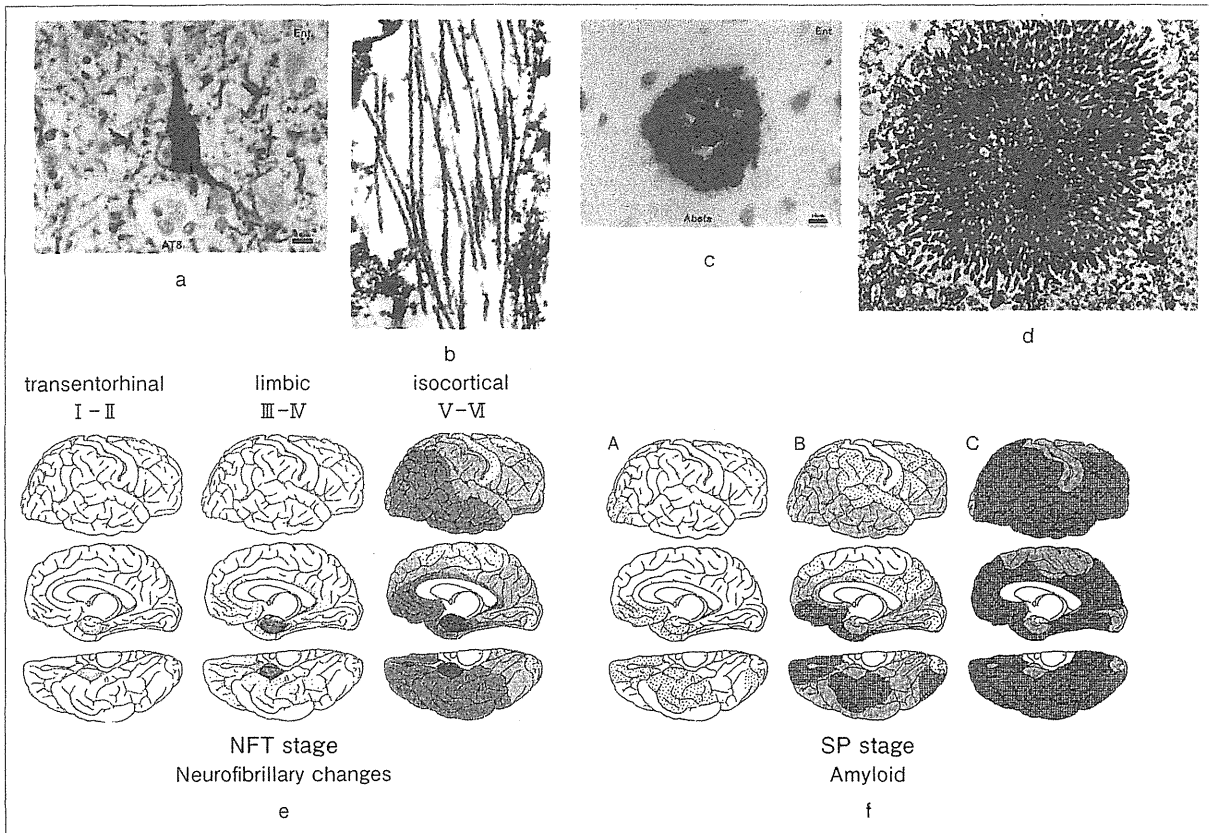 Ent
AT8
a
b
Ent
Abeta
c
d
transentorhinal
I-II
limbic
III-IV
isocortical
V-VI
NFT stage
Neurofibrillary changes
e
A
B
C
SP stage
Amyloid
f